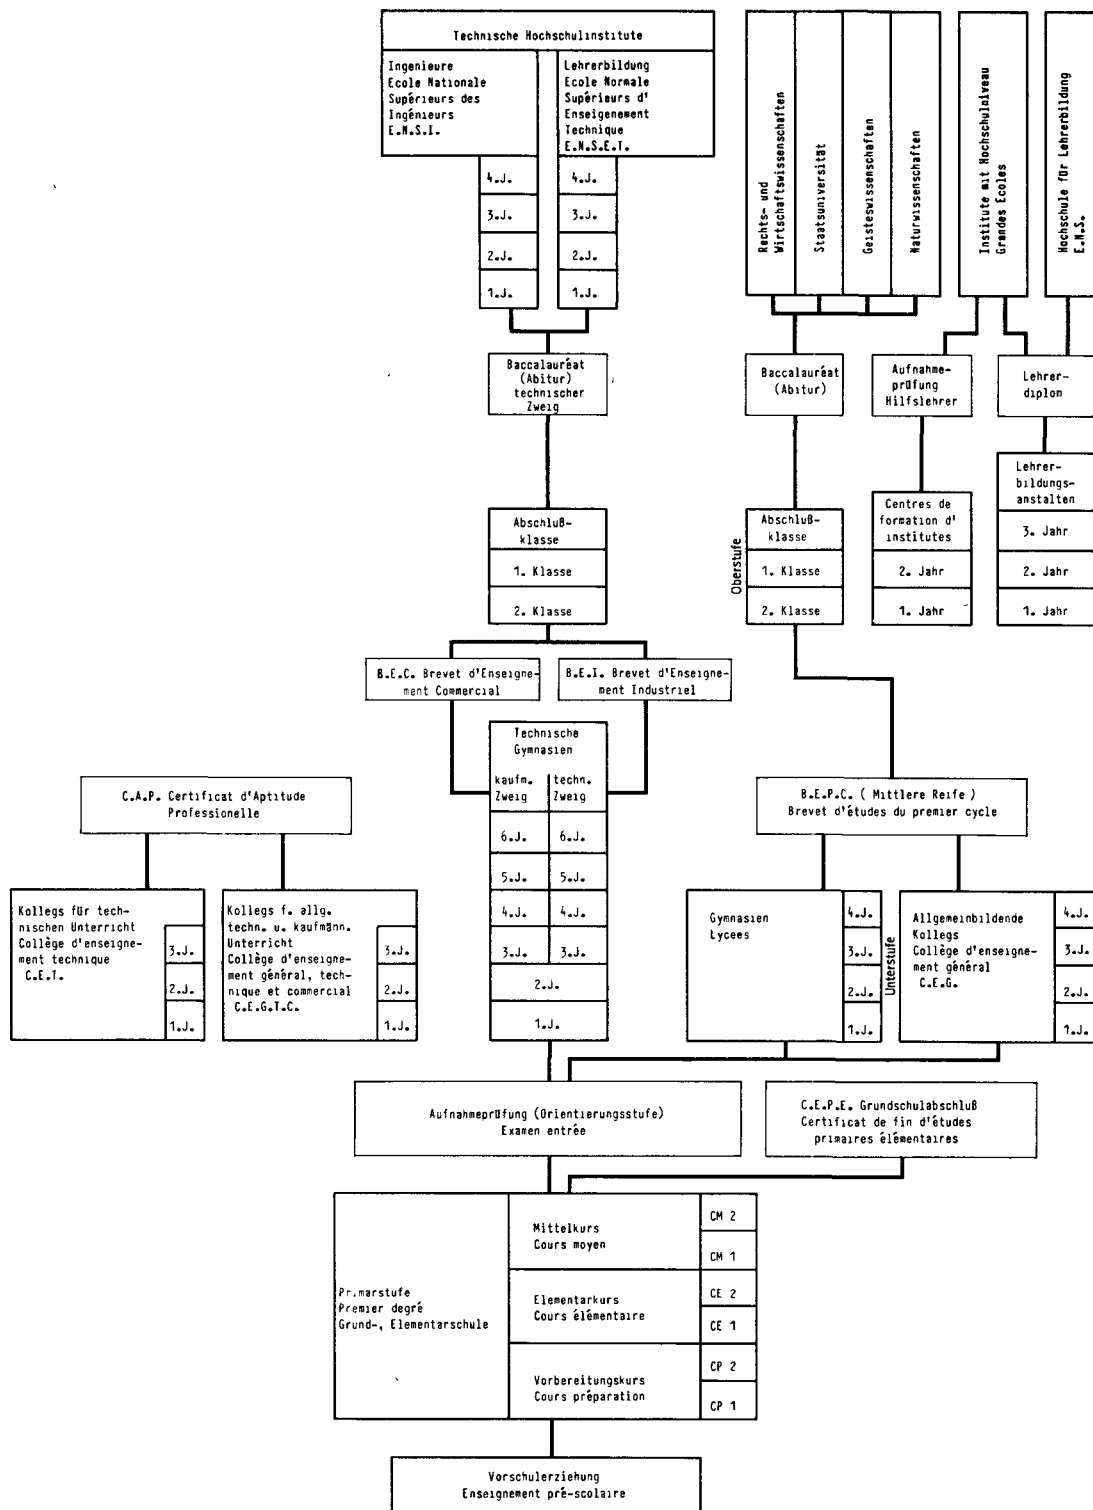 Technische Hochschulinstitute
Ingenieure
Ecole Nationale
Supérieurs des
Ingénieurs
E.N.S.I.
Lehrerbildung
Ecole Normale
Supérieurs d'
Enseigenement
Technique
E.N.S.E.T.
4.J.
3.J.
2.J.
1.J.
4.J.
3.J.
2.J.
1.J.
Rechts- und
Wirtschaftswissenschaften
Staatsuniversität
Geisteswissenschaften
Naturwissenschaften
Institute mit Hochschulniveau
Grandes Ecoles
Hochschule für Lehrerbildung
E.N.S.
Baccalauréat
(Abitur)
technischer
Zweig
Baccalauréat
(Abitur)
Aufnahme-
prüfung
Hilfslehrer
Lehrer-
diplom
Abschluß-
klasse
1. Klasse
2. Klasse
Oberstufe
Abschluß-
klasse
1. Klasse
2. Klasse
Centres de
formation d'
institutes
2. Jahr
1. Jahr
Lehrer-
bildungs-
anstalten
3. Jahr
2. Jahr
1. Jahr
B.E.C. Brevet d'Enseigne-
ment Commercial
B.E.I. Brevet d'Enseigne-
ment Industriel
Technische
Gymnasien
kaufm.
Zweig
techn.
Zweig
6.J.
6.J.
5.J.
5.J.
4.J.
4.J.
3.J.
3.J.
2.J.
1.J.
C.A.P. Certificat d'Aptitude
Professionelle
B.E.P.C. ( Mittlere Reife )
Brevet d'études du premier cycle
Kollegs für tech-
nischen Unterricht
Collège d'enseigne-
ment technique
C.E.T.
3.J.
2.J.
1.J.
Kollegs f. allg.
techn. u. kaufmänn.
Unterricht
Collège d'enseigne-
ment général, tech-
nique et commercial
C.E.G.T.C.
3.J.
2.J.
1.J.
Gymnasien
Lycees
4.J.
3.J.
2.J.
1.J.
Unterstufe
Allgemeinbildende
Kollegs
Collège d'enseigne-
ment général
C.E.G.
4.J.
3.J.
2.J.
1.J.
Aufnahmeprüfung (Orientierungsstufe)
Examen entrée
C.E.P.E. Grundschulabschluß
Certificat de fin d'études
primaires élémentaires
Primarstufe
Premier degré
Grund-, Elementarschule
Mittelkurs
Cours moyen
CM 2
CM 1
Elementarkurs
Cours élémentaire
CE 2
CE 1
Vorbereitungskurs
Cours préparation
CP 2
CP 1
Vorschulerziehung
Enseignement pré-scolaire